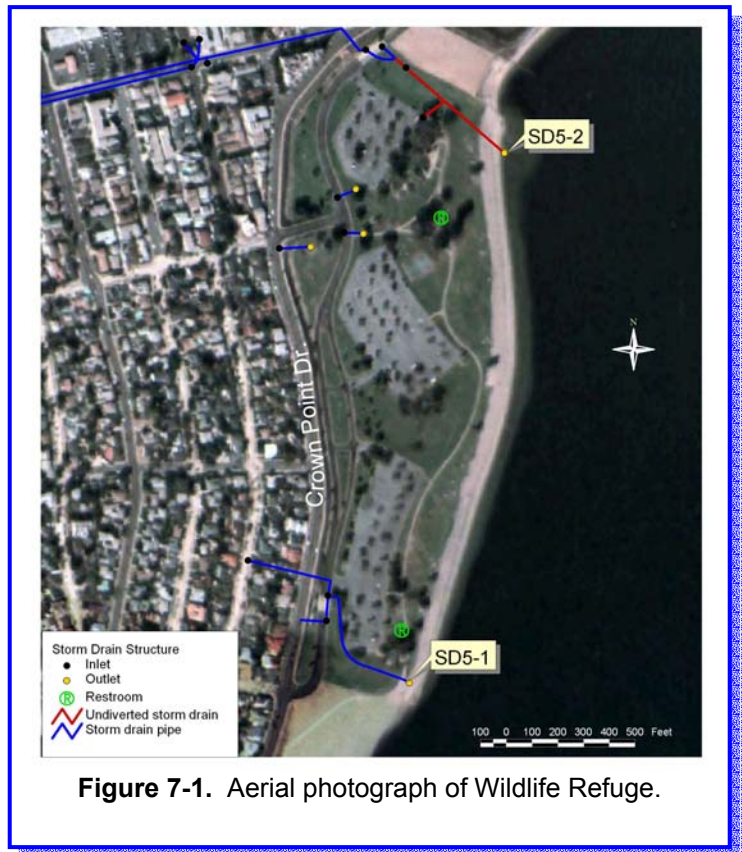 SD5-2
Ⓡ
N
Crown Point Dr.
Ⓡ
SD5-1
Storm Drain Structure
Inlet
Outlet
Ⓡ Restroom
Undiverted storm drain
Storm drain pipe
100 0 100 200 300 400 500 Feet
Figure 7-1. Aerial photograph of Wildlife Refuge.